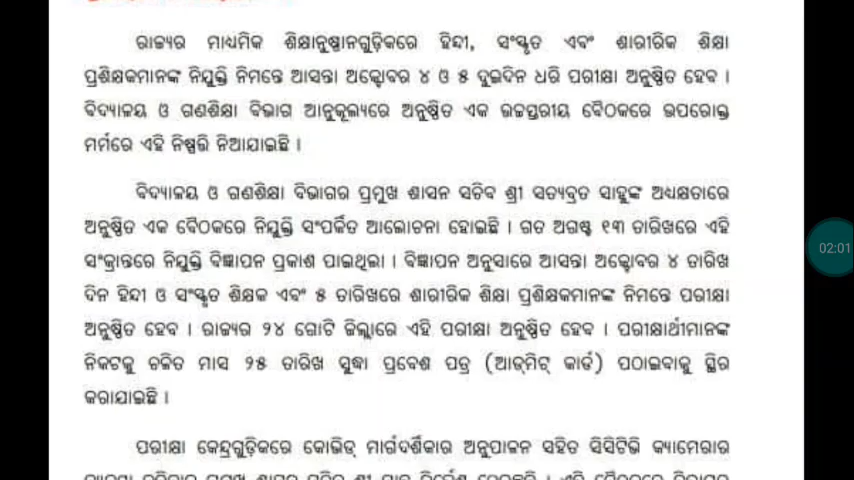 ରାଜ୍ୟର ମାଧ୍ୟମିକ ଶିକ୍ଷାନୁଷ୍ଠାନଗୁଡ଼ିକରେ ହିନ୍ଦୀ, ସଂସ୍କୃତ ଏବଂ ଶାରୀରିକ ଶିକ୍ଷା
ପ୍ରଶିକ୍ଷକମାନଙ୍କ ନିଯୁକ୍ତି ନିମନ୍ତେ ଆସନ୍ତା ଅକ୍ଟୋବର ୪ ଓ ୫ ଦୁଇଦିନ ଧରି ପରୀକ୍ଷା ଅନୁଷ୍ଠିତ ହେବ ।
ବିଦ୍ୟାଳୟ ଓ ଗଣଶିକ୍ଷା ବିଭାଗ ଆନୁକୂଲ୍ୟରେ ଅନୁଷ୍ଠିତ ଏକ ଉଚ୍ଚସ୍ତରୀୟ ବୈଠକରେ ଉପରୋକ୍ତ
ମର୍ମରେ ଏହି ନିଷ୍ପତ୍ତି ନିଆଯାଇଛି ।
ବିଦ୍ୟାଳୟ ଓ ଗଣଶିକ୍ଷା ବିଭାଗର ପ୍ରମୁଖ ଶାସନ ସଚିବ ଶ୍ରୀ ସତ୍ୟବ୍ରତ ସାହୁଙ୍କ ଅଧ୍ୟକ୍ଷତାରେ
ଅନୁଷ୍ଠିତ ଏକ ବୈଠକରେ ନିଯୁକ୍ତି ସଂପର୍କିତ ଆଲୋଚନା ହୋଇଛି । ଗତ ଅଗଷ୍ଟ ୧୩ ତାରିଖରେ ଏହି
ସଂକ୍ରାନ୍ତରେ ନିଯୁକ୍ତି ବିଜ୍ଞାପନ ପ୍ରକାଶ ପାଇଥିଲା । ବିଜ୍ଞାପନ ଅନୁସାରେ ଆସନ୍ତା ଅକ୍ଟୋବର ୪ ତାରିଖ
ଦିନ ହିନ୍ଦୀ ଓ ସଂସ୍କୃତ ଶିକ୍ଷକ ଏବଂ ୫ ତାରିଖରେ ଶାରୀରିକ ଶିକ୍ଷା ପ୍ରଶିକ୍ଷକମାନଙ୍କ ନିମନ୍ତେ ପରୀକ୍ଷା
ଅନୁଷ୍ଠିତ ହେବ । ରାଜ୍ୟର ୨୪ ଗୋଟି ଜିଲ୍ଲାରେ ଏହି ପରୀକ୍ଷା ଅନୁଷ୍ଠିତ ହେବ । ପରୀକ୍ଷାର୍ଥୀମାନଙ୍କ
ନିକଟକୁ ଚଳିତ ମାସ ୨୫ ତାରିଖ ସୁଦ୍ଧା ପ୍ରବେଶ ପତ୍ର (ଆଡ୍‌ମିଟ୍ କାର୍ଡ) ପଠାଇବାକୁ ସ୍ଥିର
କରାଯାଇଛି ।
ପରୀକ୍ଷା କେନ୍ଦ୍ରଗୁଡ଼ିକରେ କୋଭିଡ୍ ମାର୍ଗଦର୍ଶିକାର ଅନୁପାଳନ ସହିତ ସିସିଟିଭି କ୍ୟାମେରାର
02:01